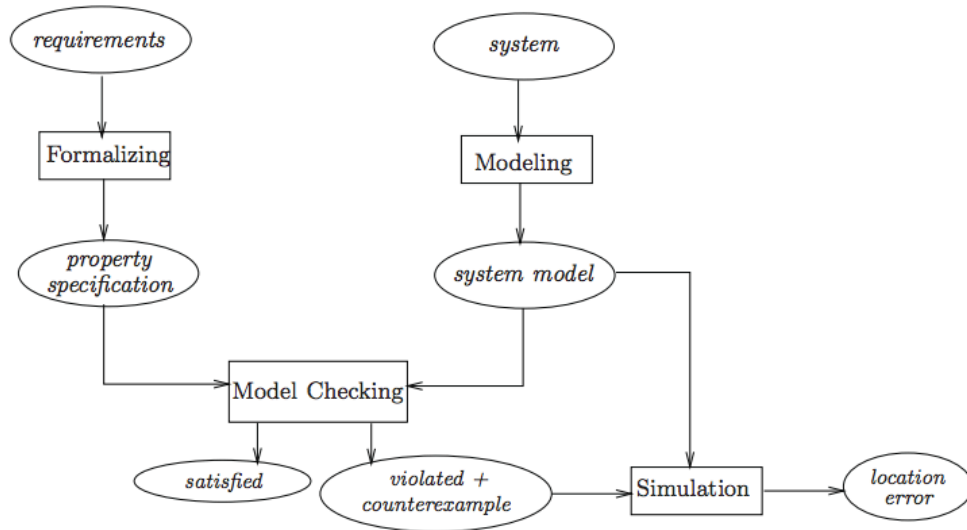 requirements
system
Formalizing
Modeling
property
specification
system model
Model Checking
satisfied
violated +
counterexample
Simulation
location
error